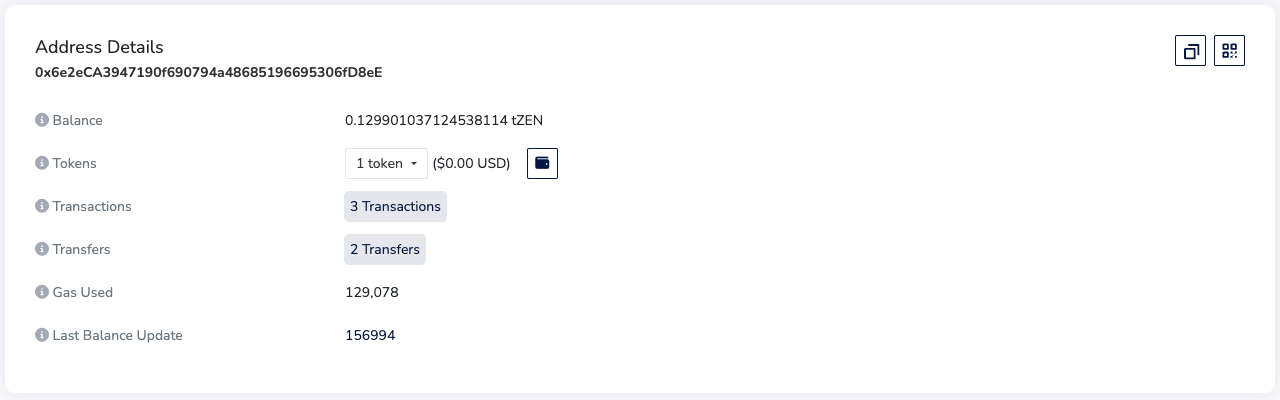 Address Details
0x6e2eCA3947190f690794a48685196695306fD8eE
Balance 0.129901037124538114 tZEN
Tokens 1 token ($0.00 USD)
Transactions 3 Transactions
Transfers 2 Transfers
Gas Used 129,078
Last Balance Update 156994